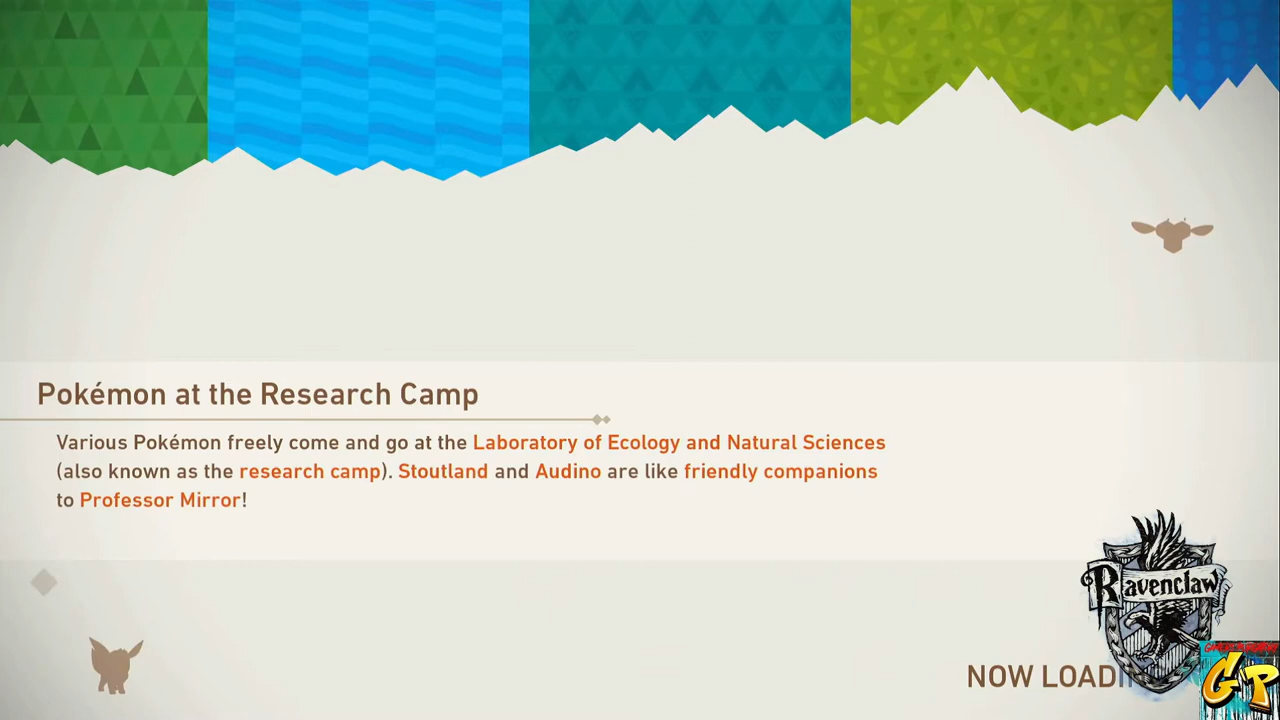 Pokémon at the Research Camp
Various Pokémon freely come and go at the Laboratory of Ecology and Natural Sciences
(also known as the research camp). Stoutland and Audino are like friendly companions
to Professor Mirror!
Ravenclaw
NOW LOADI
GP